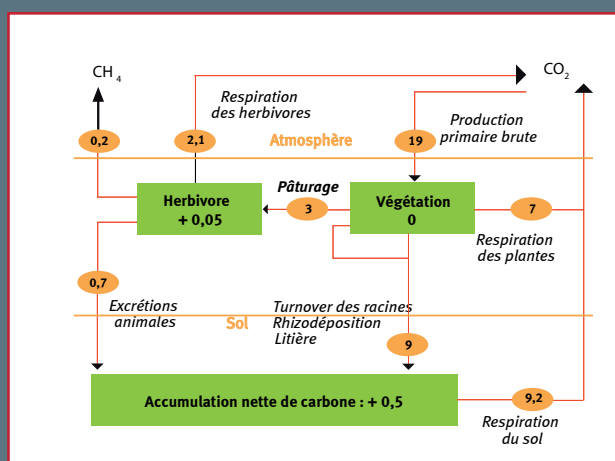 CH 4
CO2
Respiration
des herbivores
Production
primaire brute
0,2
2,1
Atmosphère
19
Pâturage
Herbivore
+ 0,05
3
Végétation
0
7
Respiration
des plantes
0,7
Excrétions
animales
Sol
Turnover des racines
Rhizodéposition
Litière
9
Accumulation nette de carbone : + 0,5
9,2
Respiration
du sol